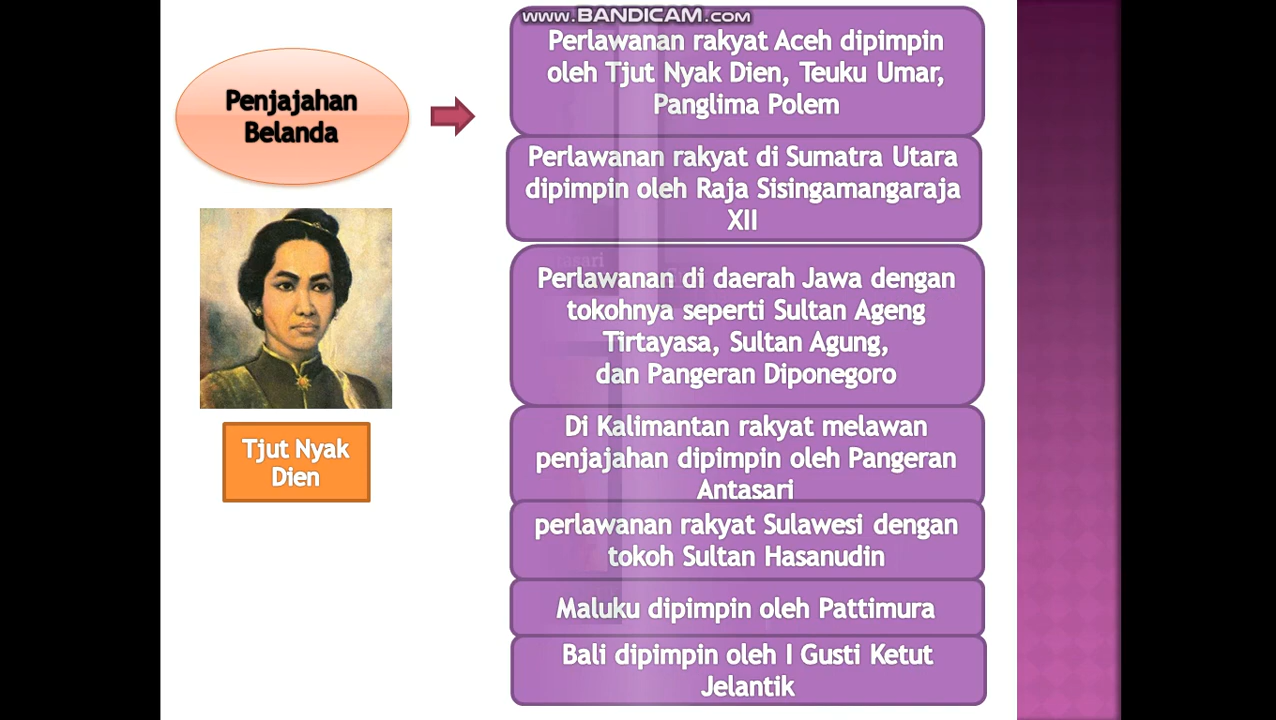 www.BANDICAM.com
Penjajahan
Belanda
Perlawanan rakyat Aceh dipimpin
oleh Tjut Nyak Dien, Teuku Umar,
Panglima Polem
Perlawanan rakyat di Sumatra Utara
dipimpin oleh Raja Sisingamangaraja
XII
Perlawanan di daerah Jawa dengan
tokohnya seperti Sultan Ageng
Tirtayasa, Sultan Agung,
dan Pangeran Diponegoro
Di Kalimantan rakyat melawan
penjajahan dipimpin oleh Pangeran
Antasari
perlawanan rakyat Sulawesi dengan
tokoh Sultan Hasanudin
Maluku dipimpin oleh Pattimura
Bali dipimpin oleh I Gusti Ketut
Jelantik
Tjut Nyak
Dien